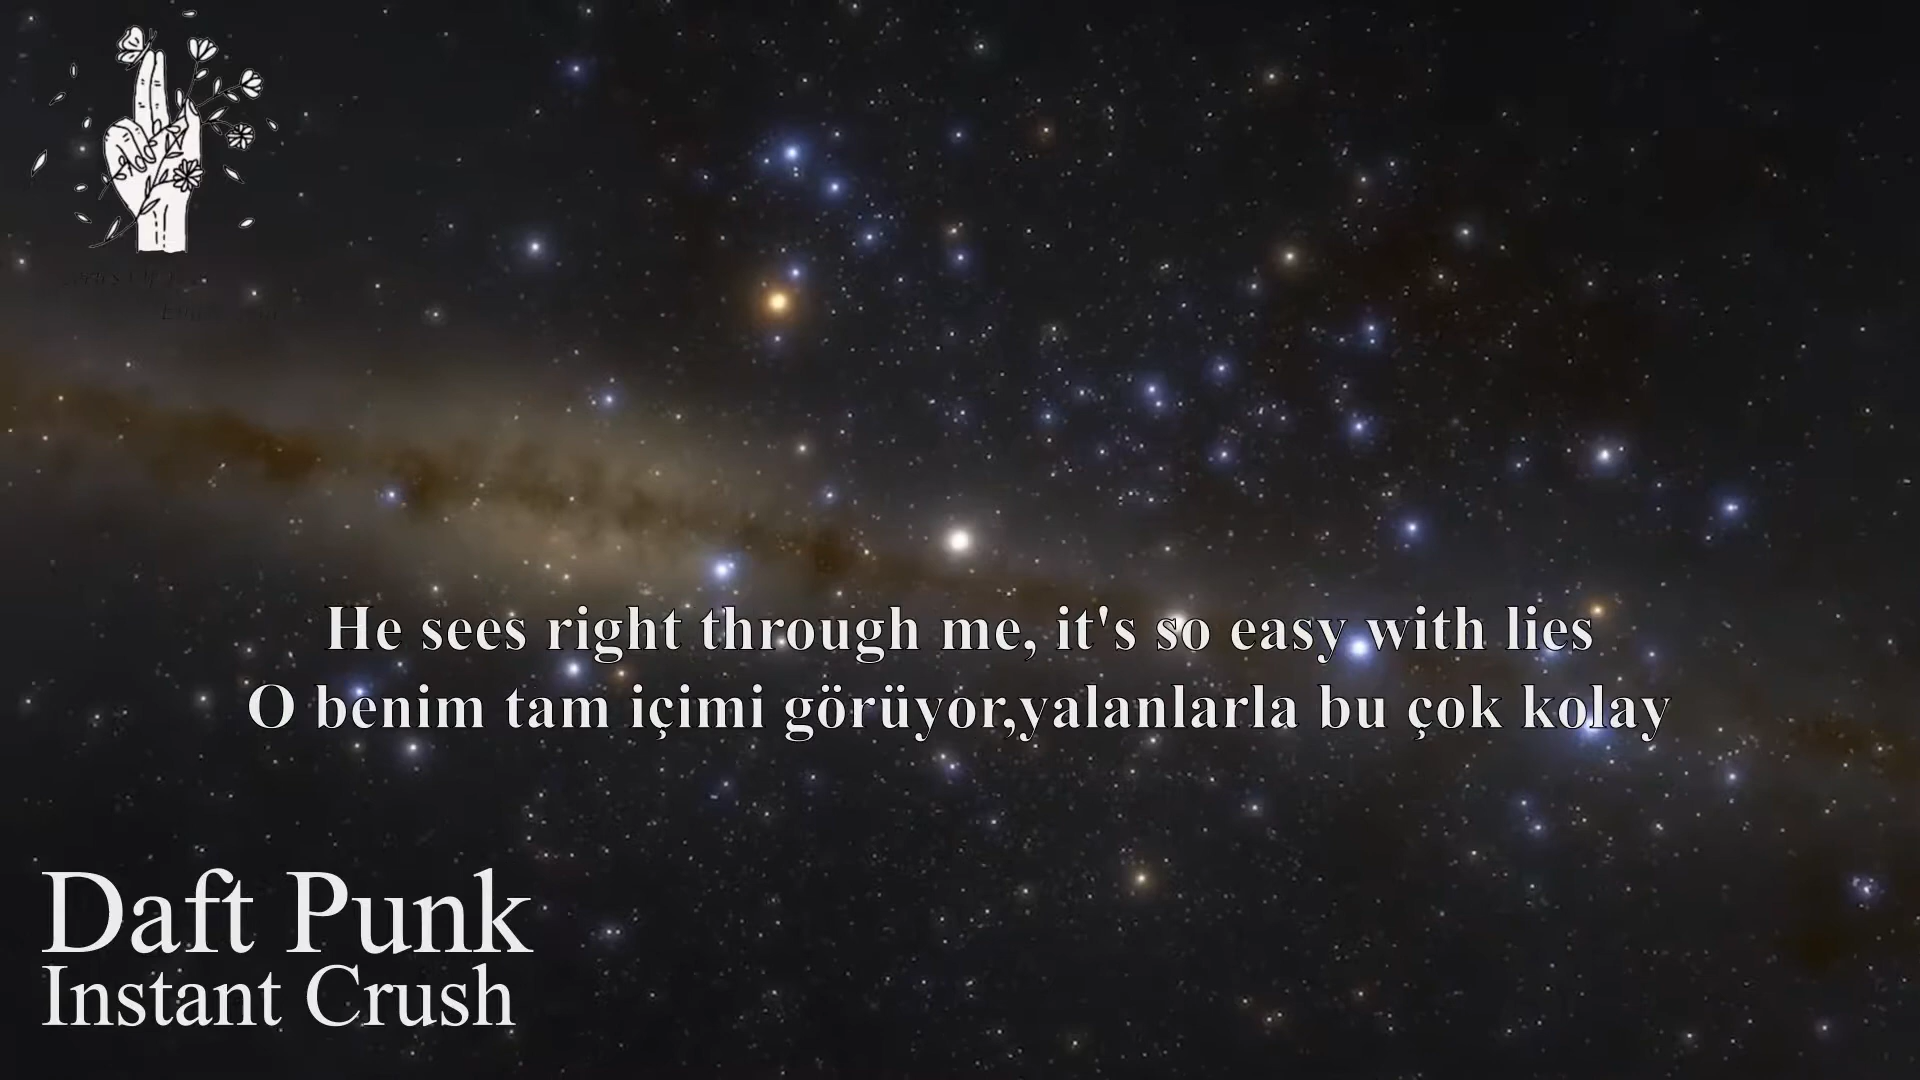 He sees right through me, it's so easy with lies
O benim tam içimi görüyor,yalanlarla bu çok kolay
Daft Punk
Instant Crush